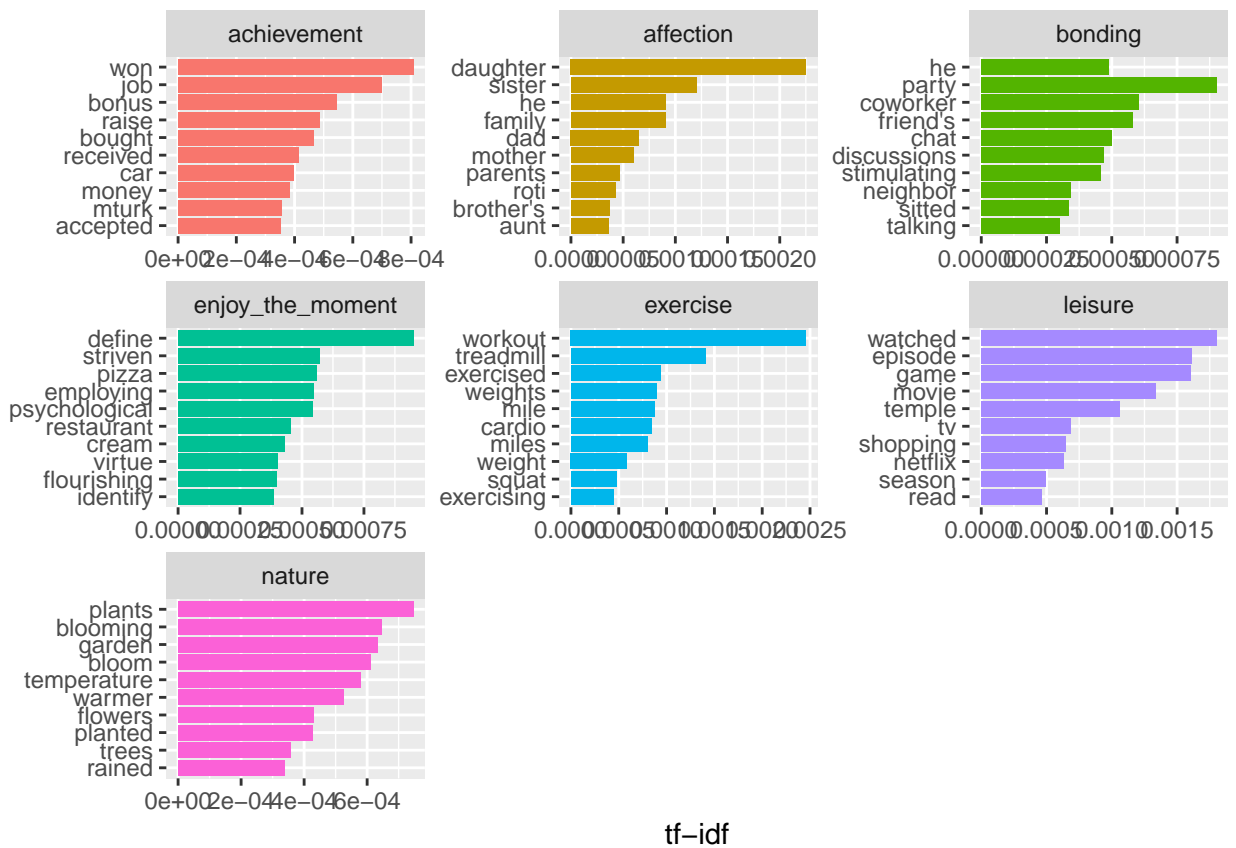 achievement
won
job
bonus
raise
bought
received
car
money
mturk
accepted
0e+00 2e−04 4e−04 6e−04 8e−04
affection
daughter
sister
he
family
dad
mother
parents
roti
brother's
aunt
0.0000 0.0005 0.0010 0.0015 0.0020
bonding
he
party
coworker
friend's
chat
discussions
stimulating
neighbor
sitted
talking
0.00000 0.00025 0.00050 0.00075
enjoy_the_moment
define
striven
pizza
employing
psychological
restaurant
cream
virtue
flourishing
identify
0.00000 0.00025 0.00050 0.00075
exercise
workout
treadmill
exercised
weights
mile
cardio
miles
weight
squat
exercising
0.0000 0.0005 0.0010 0.0015 0.0020 0.0025
leisure
watched
episode
game
movie
temple
tv
shopping
netflix
season
read
0.0000 0.0005 0.0010 0.0015
nature
plants
blooming
garden
bloom
temperature
warmer
flowers
planted
trees
rained
0e+00 2e−04 4e−04 6e−04
tf−idf